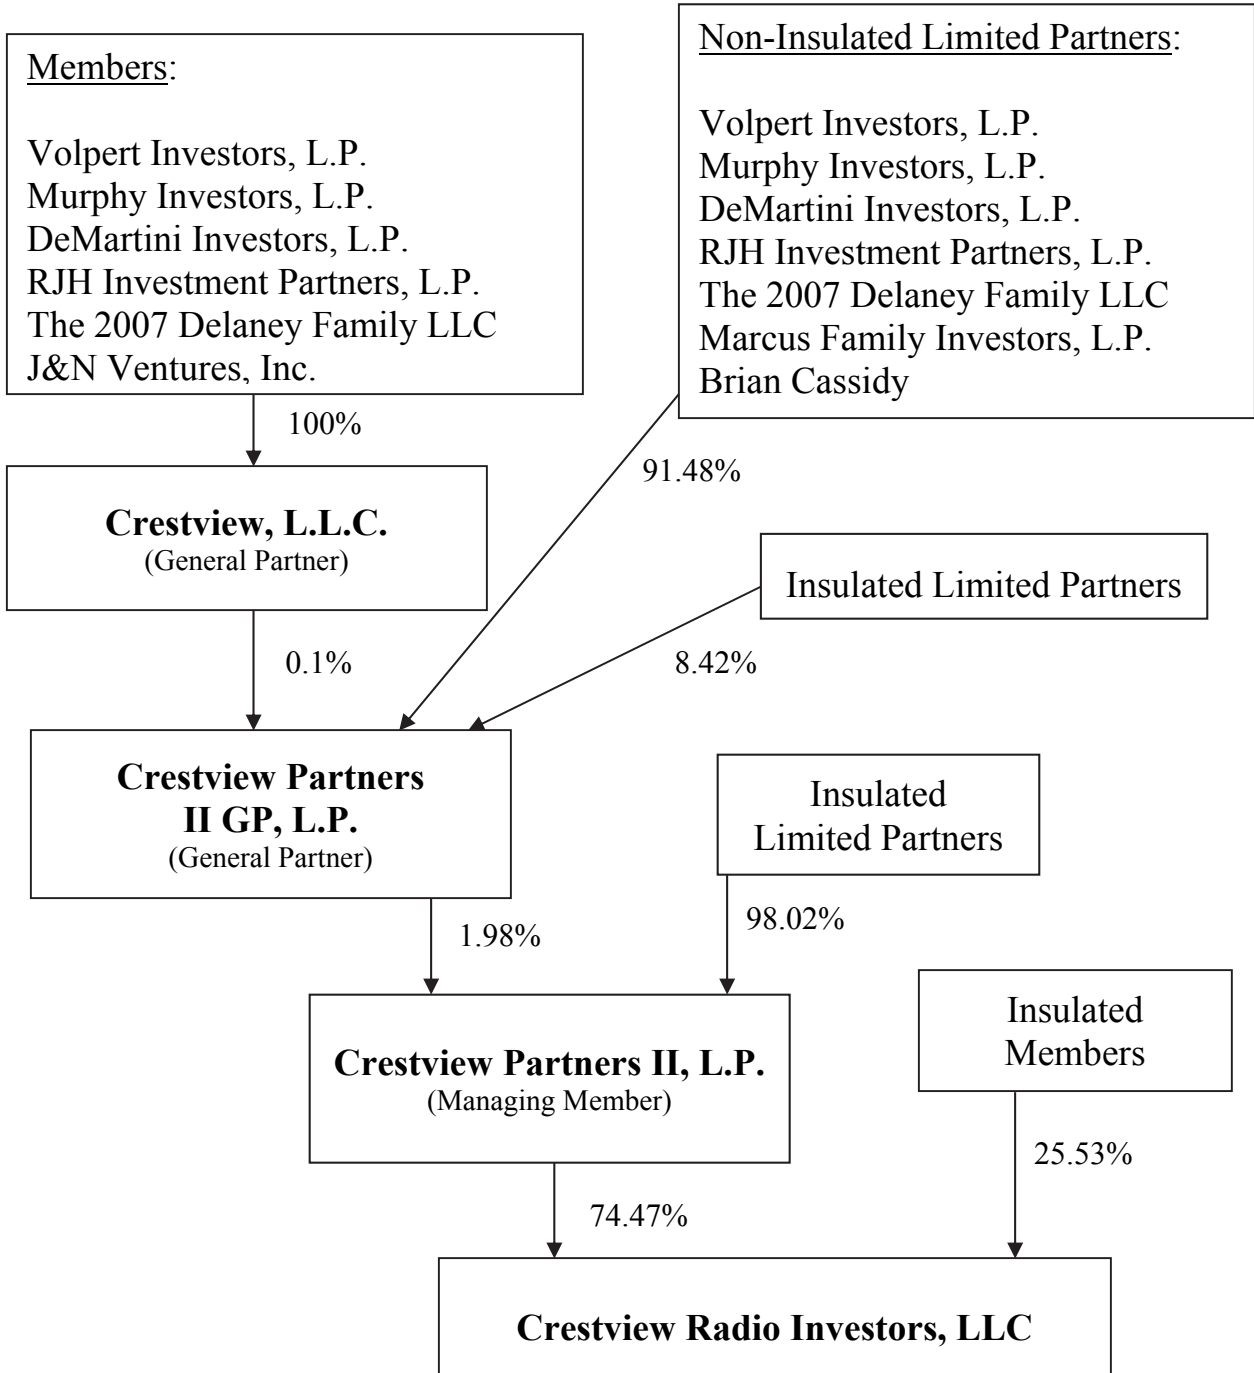 Members:
Volpert Investors, L.P.
Murphy Investors, L.P.
DeMartini Investors, L.P.
RJH Investment Partners, L.P.
The 2007 Delaney Family LLC
J&N Ventures, Inc.
Non-Insulated Limited Partners:
Volpert Investors, L.P.
Murphy Investors, L.P.
DeMartini Investors, L.P.
RJH Investment Partners, L.P.
The 2007 Delaney Family LLC
Marcus Family Investors, L.P.
Brian Cassidy
100%
91.48%
Crestview, L.L.C.
(General Partner)
Insulated Limited Partners
0.1%
8.42%
Crestview Partners
II GP, L.P.
(General Partner)
Insulated
Limited Partners
1.98%
98.02%
Crestview Partners II, L.P.
(Managing Member)
Insulated
Members
74.47%
25.53%
Crestview Radio Investors, LLC